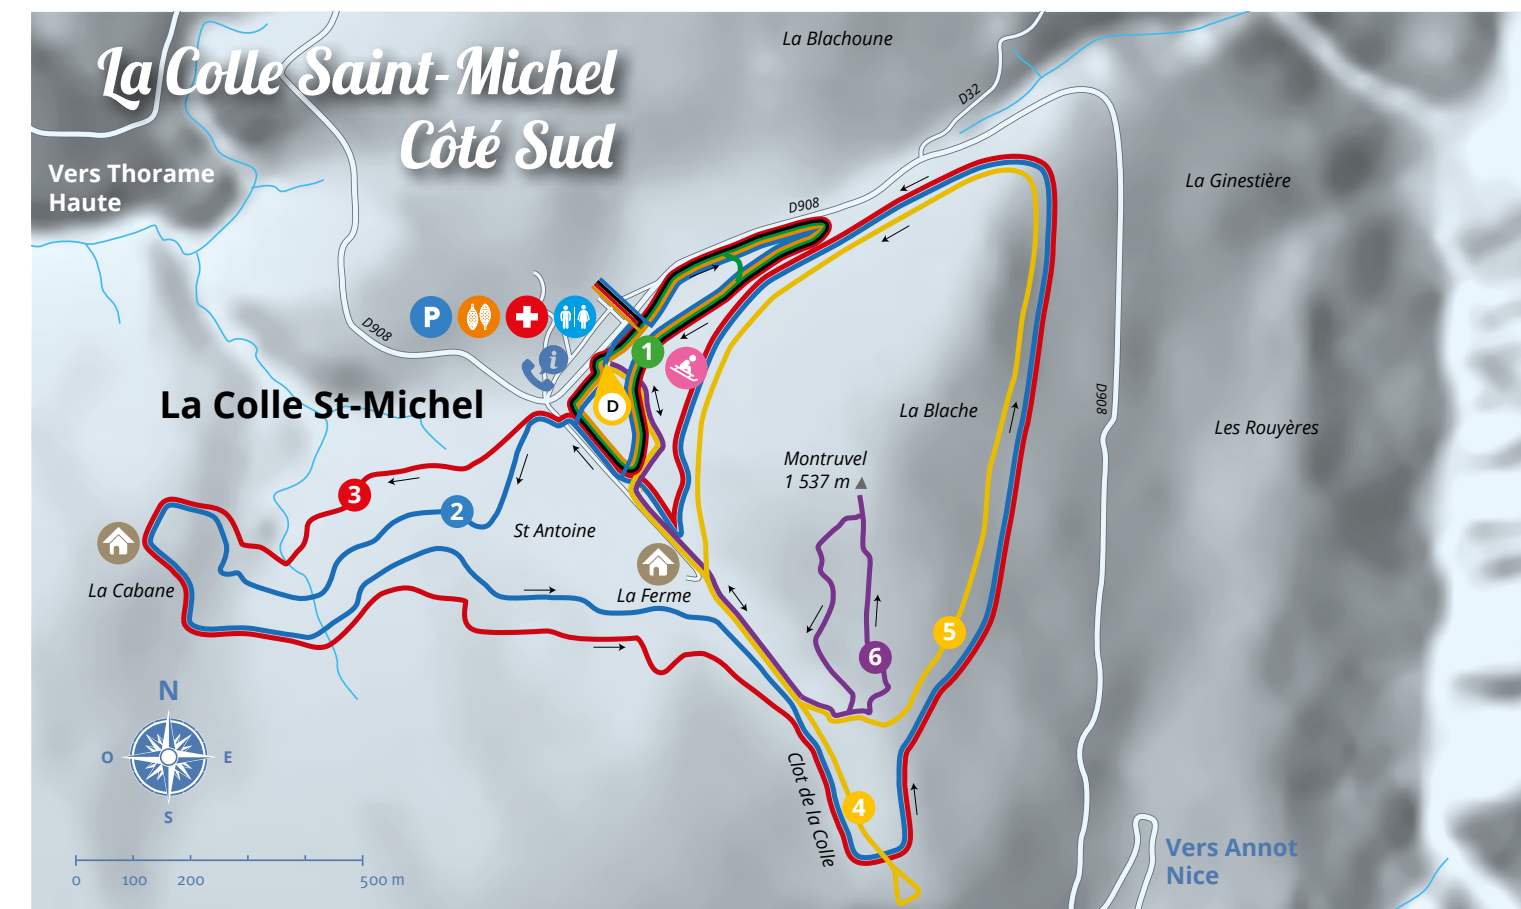 La Colle Saint-Michel
Côté Sud
La Blachoune
D32
Vers Thorame
Haute
La Ginestière
D908
D908
P
i
1
D
D908
La Colle St-Michel
La Blache
Les Rouyères
Montruvel
1 537 m
3
2
St Antoine
La Cabane
La Ferme
5
6
N
O
E
S
Clot de la Colle
4
Vers Annot
Nice
0 100 200 500 m